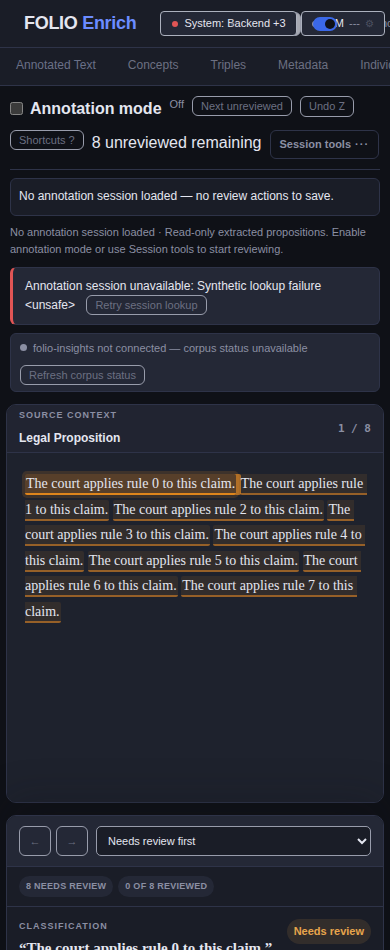 FOLIO Enrich
System: Backend +3
M ---
Annotated Text Concepts Triples Metadata
Annotation mode Off Next unreviewed Undo Z
Shortcuts ? 8 unreviewed remaining Session tools ···
No annotation session loaded — no review actions to save.
No annotation session loaded · Read-only extracted propositions. Enable
annotation mode or use Session tools to start reviewing.
Annotation session unavailable: Synthetic lookup failure
<unsafe> Retry session lookup
folio-insights not connected — corpus status unavailable
Refresh corpus status
SOURCE CONTEXT
Legal Proposition
1 / 8
The court applies rule 0 to this claim. The court applies rule
1 to this claim. The court applies rule 2 to this claim. The
court applies rule 3 to this claim. The court applies rule 4 to
this claim. The court applies rule 5 to this claim. The court
applies rule 6 to this claim. The court applies rule 7 to this
claim.
← → Needs review first
8 NEEDS REVIEW 0 OF 8 REVIEWED
CLASSIFICATION
Needs review
“The court applies rule 0 to this claim.”